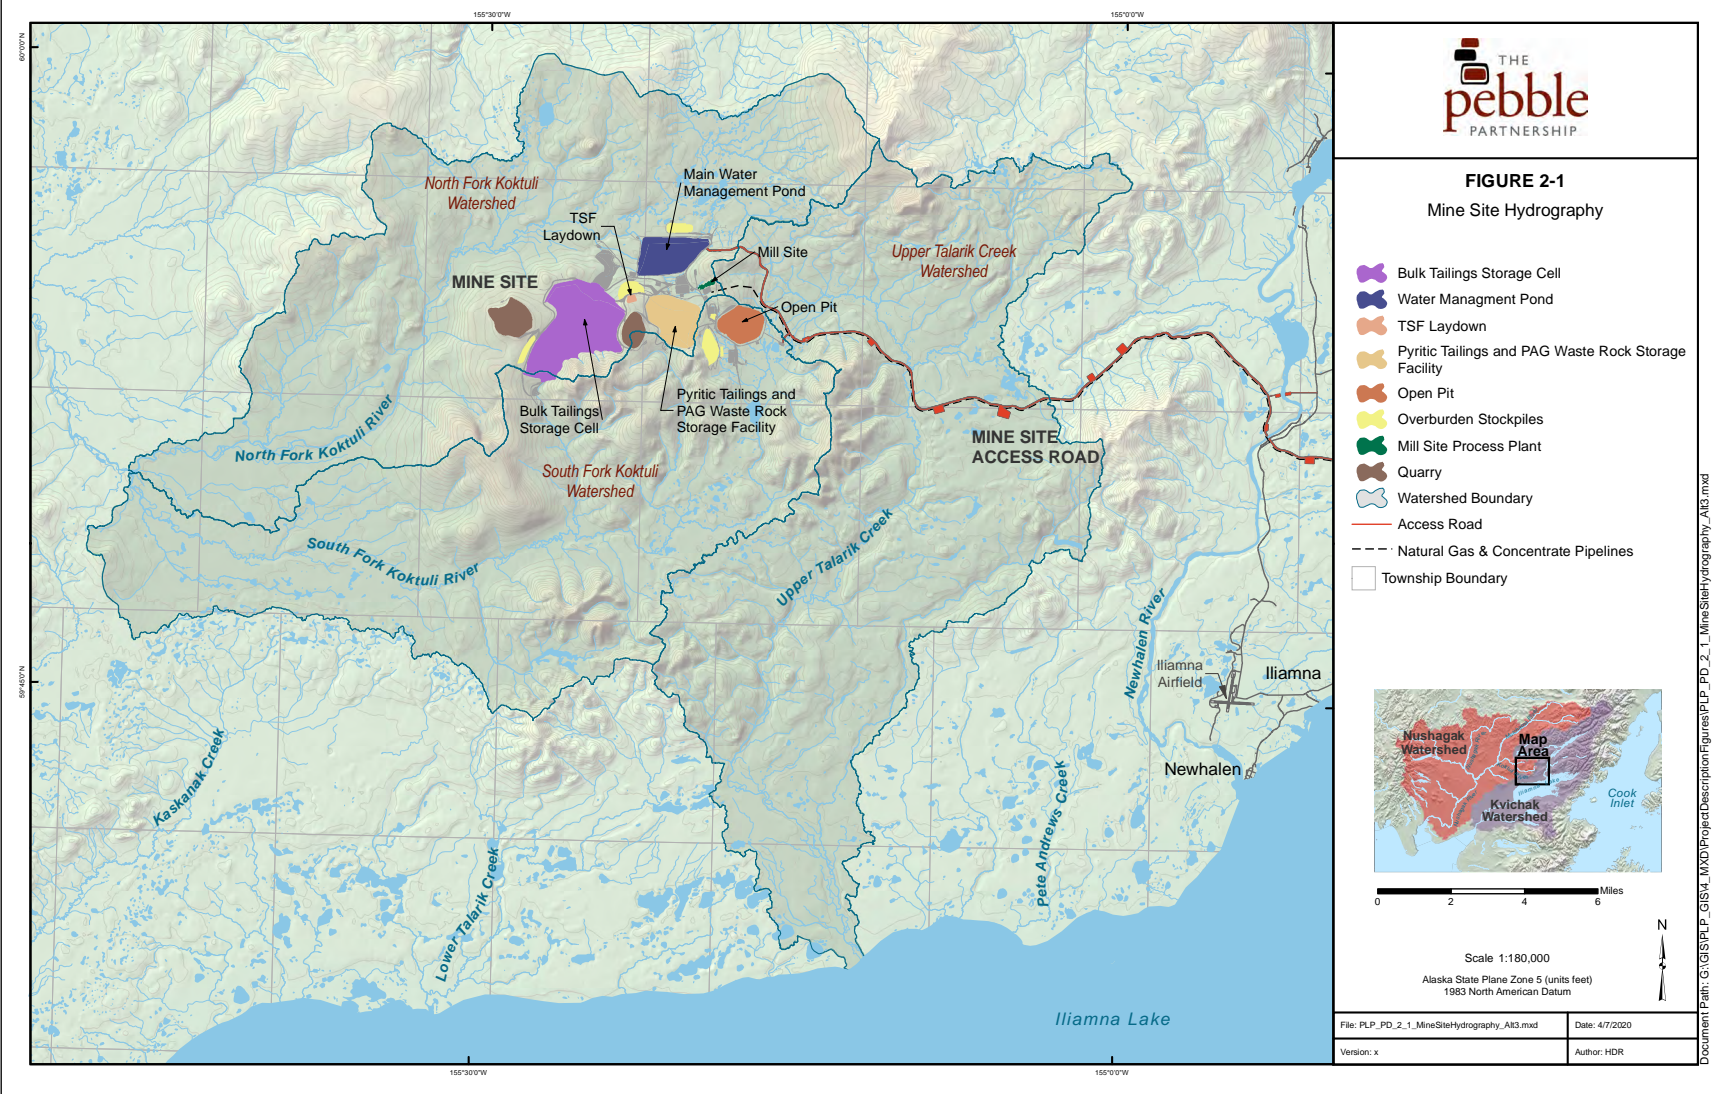 155°30'0"W
155°0'0"W
60°0'0"N
59°45'0"N
North Fork Koktuli
Watershed
Main Water
Management Pond
TSF
Laydown
Mill Site
Upper Talarik Creek
Watershed
MINE SITE
Open Pit
Bulk Tailings
Storage Cell
Pyritic Tailings and
PAG Waste Rock
Storage Facility
MINE SITE
ACCESS ROAD
North Fork Koktuli River
South Fork Koktuli
Watershed
South Fork Koktuli River
Upper Talarik Creek
Newhalen River
Iliamna
Airfield
Iliamna
Newhalen
Kaskanak Creek
Lower Talarik Creek
Pete Andrews Creek
Iliamna Lake
155°30'0"W
155°0'0"W
THE
pebble
PARTNERSHIP
FIGURE 2-1
Mine Site Hydrography
Bulk Tailings Storage Cell
Water Managment Pond
TSF Laydown
Pyritic Tailings and PAG Waste Rock Storage
Facility
Open Pit
Overburden Stockpiles
Mill Site Process Plant
Quarry
Watershed Boundary
Access Road
Natural Gas & Concentrate Pipelines
Township Boundary
Nushagak
Watershed
Map
Area
Kvichak
Watershed
Cook
Inlet
Miles
0 2 4 6
N
Scale 1:180,000
Alaska State Plane Zone 5 (units feet)
1983 North American Datum
File: PLP_PD_2_1_MineSiteHydrography_Alt3.mxd
Date: 4/7/2020
Version: x
Author: HDR
Document Path: G:\GIS\PLP_GIS\4_MXD\ProjectDescriptionFigures\PLP_PD_2_1_MineSiteHydrography_Alt3.mxd